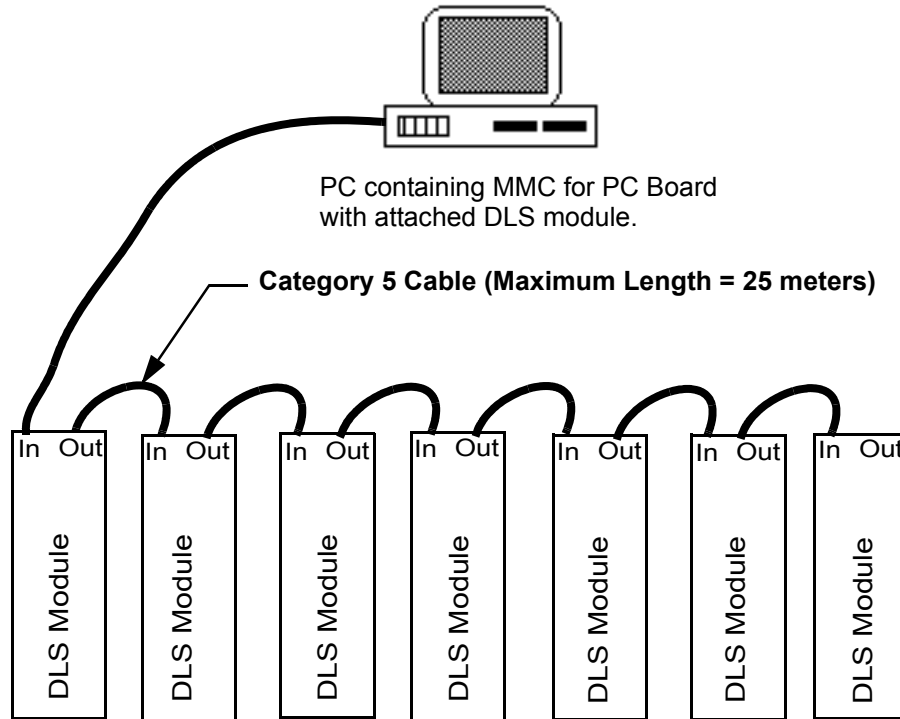 PC containing MMC for PC Board
with attached DLS module.
Category 5 Cable (Maximum Length = 25 meters)
In Out In Out In Out In Out In Out In Out In Out
DLS Module DLS Module DLS Module DLS Module DLS Module DLS Module DLS Module